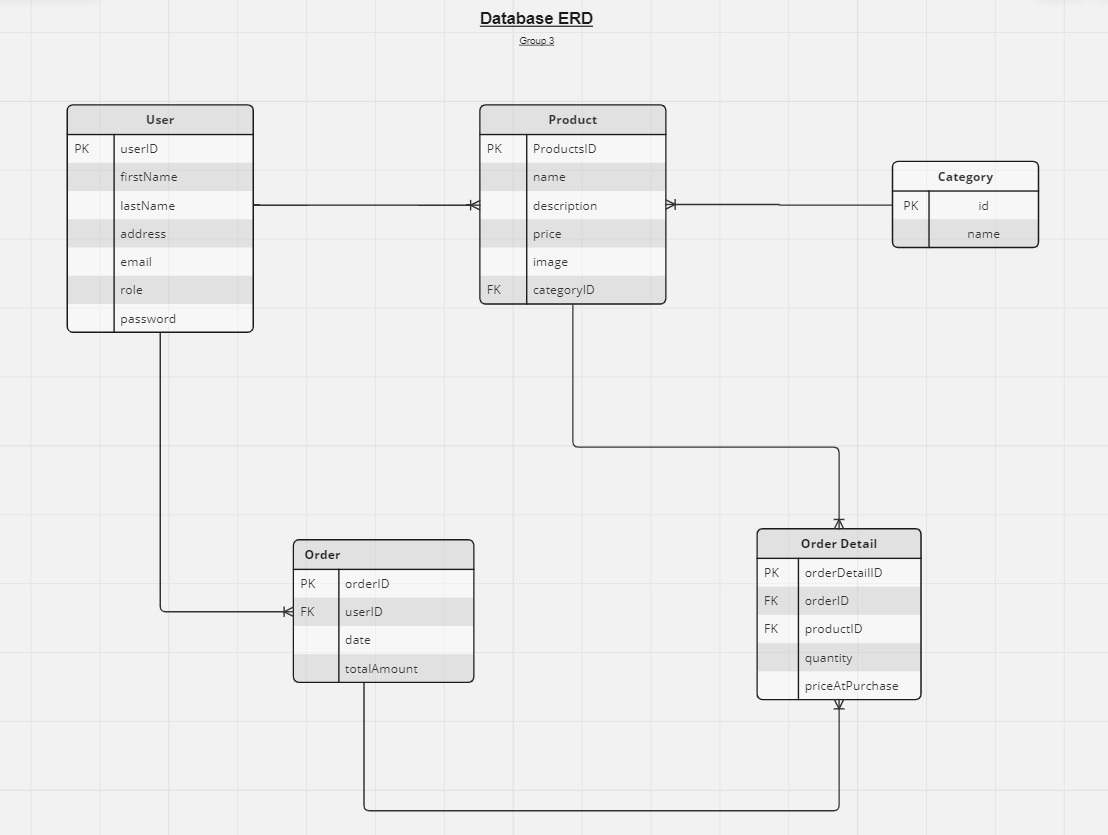 Database ERD
Group 3
User
PK userID
firstName
lastName
address
email
role
password
Product
PK ProductsID
name
description
price
image
FK categoryID
Category
PK id
name
Order
PK orderID
FK userID
date
totalAmount
Order Detail
PK orderDetailID
FK orderID
FK productID
quantity
priceAtPurchase